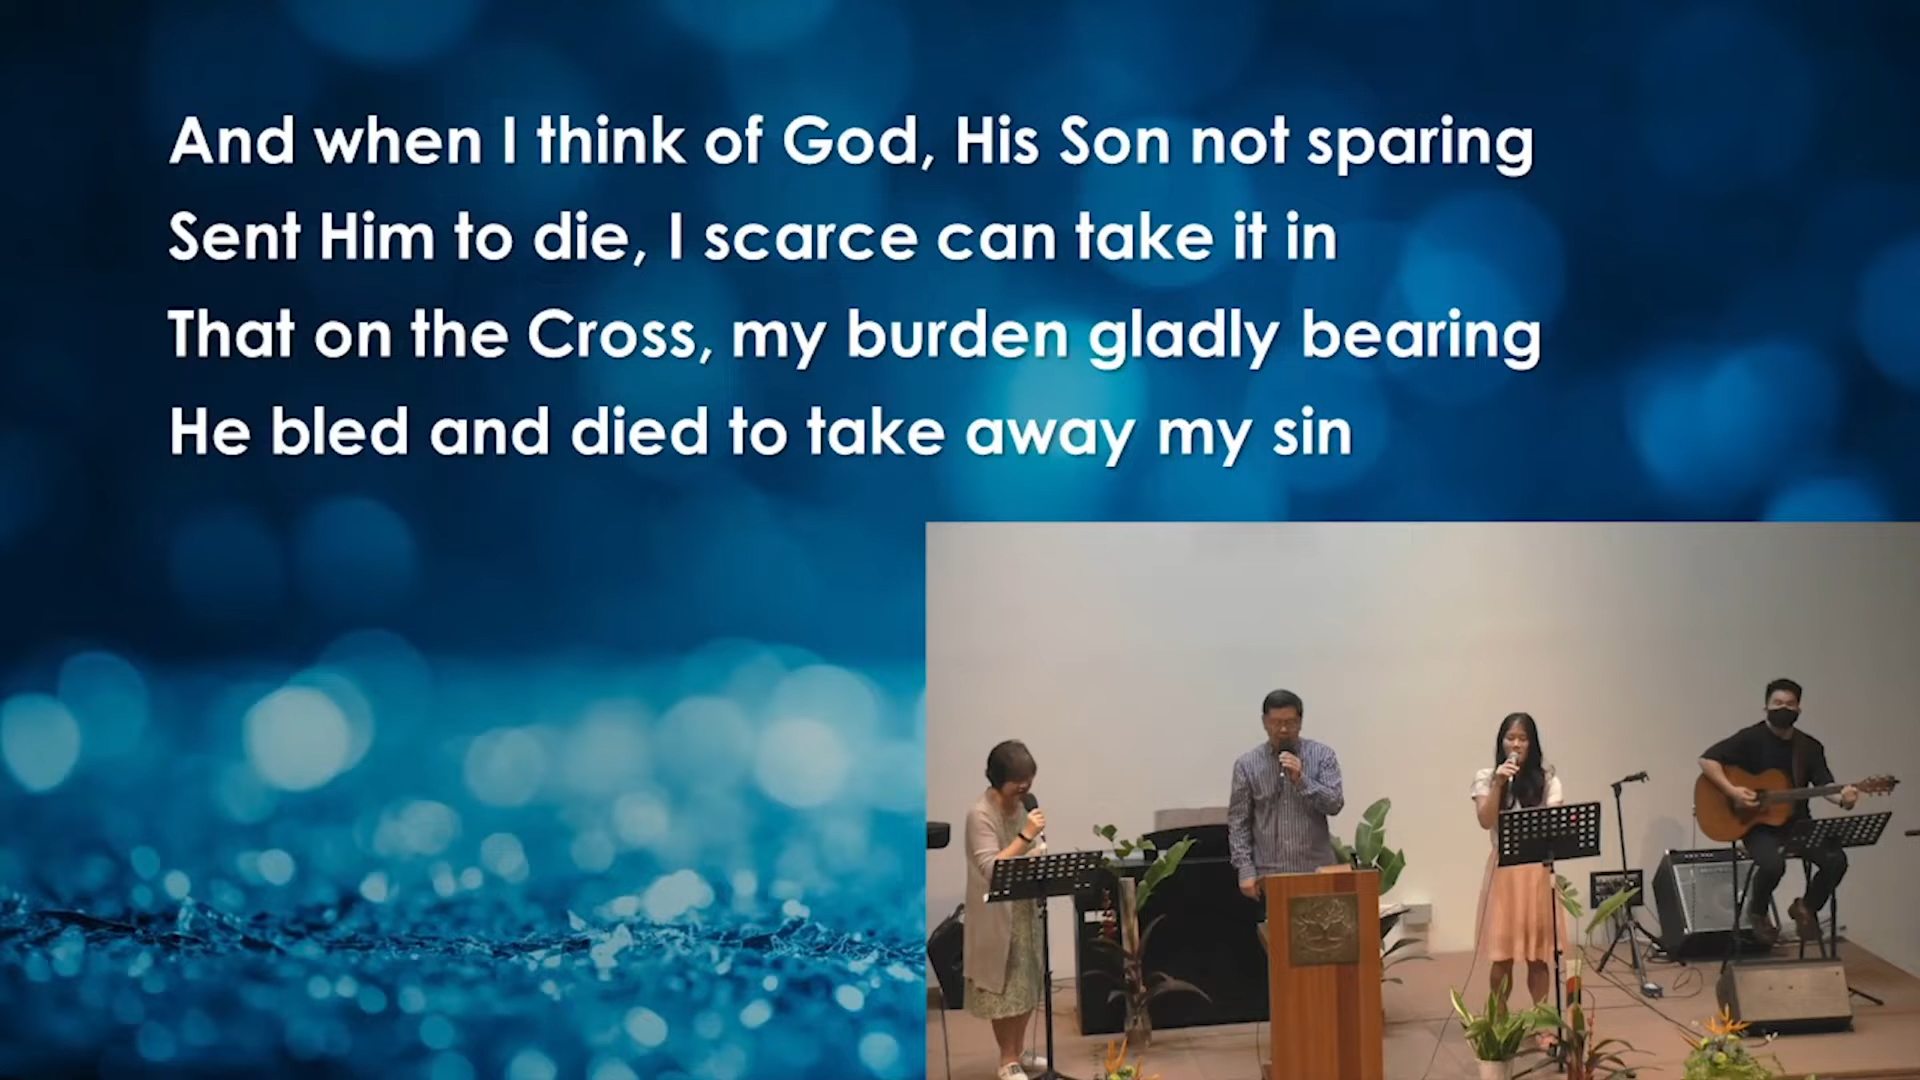 And when I think of God, His Son not sparing
Sent Him to die, I scarce can take it in
That on the Cross, my burden gladly bearing
He bled and died to take away my sin